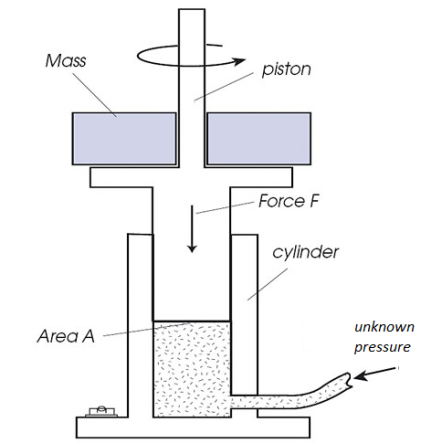 Mass
piston
Force F
cylinder
Area A
unknown
pressure